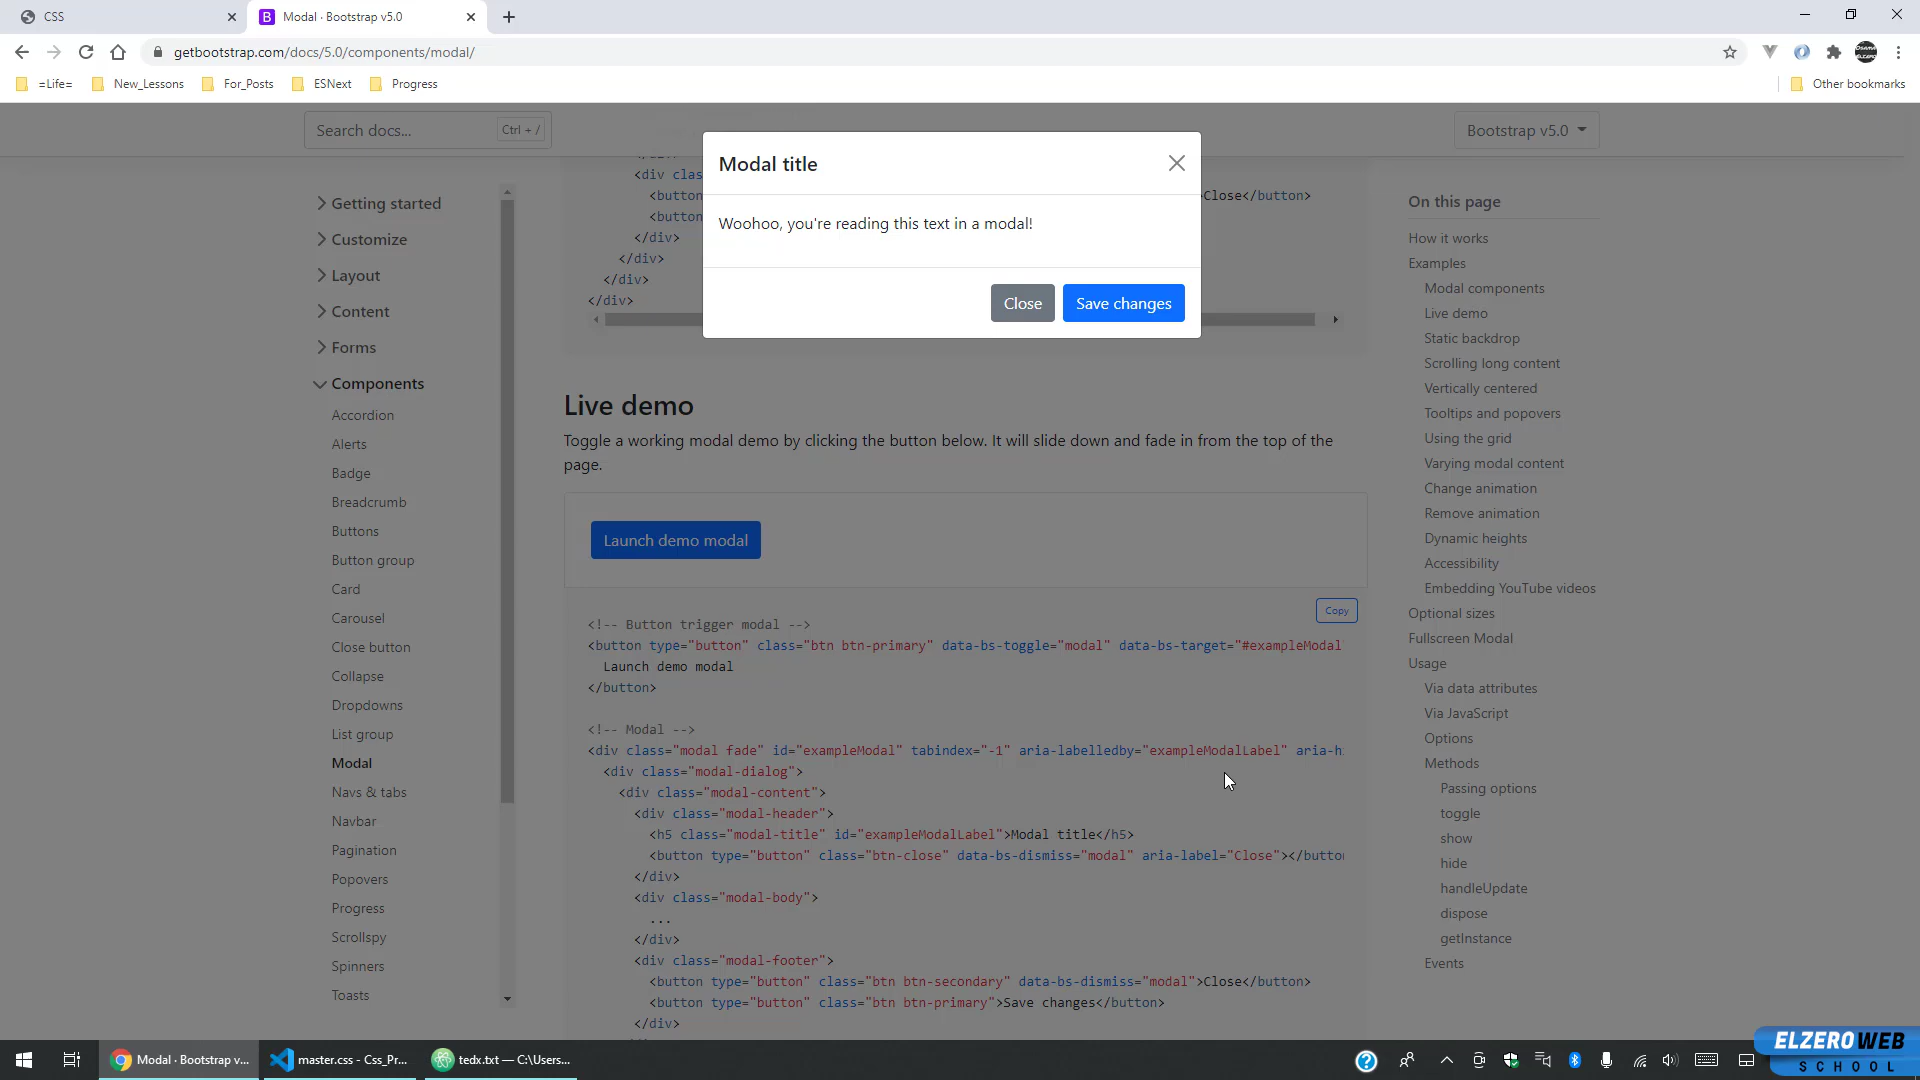 CSS
Modal · Bootstrap v5.0
getbootstrap.com/docs/5.0/components/modal/
=Life=
New_Lessons
For_Posts
ESNext
Progress
Other bookmarks
Search docs...
Ctrl + /
Bootstrap v5.0
Modal title
Woohoo, you're reading this text in a modal!
Close
Save changes
Getting started
Customize
Layout
Content
Forms
Components
Accordion
Alerts
Badge
Breadcrumb
Buttons
Button group
Card
Carousel
Close button
Collapse
Dropdowns
List group
Modal
Navs & tabs
Navbar
Pagination
Popovers
Progress
Scrollspy
Spinners
Toasts
<div clas
<button Close</button>
<button
</div>
</div>
</div>
</div>
Live demo
Toggle a working modal demo by clicking the button below. It will slide down and fade in from the top of the
page.
Launch demo modal
Copy
<!-- Button trigger modal -->
<button type="button" class="btn btn-primary" data-bs-toggle="modal" data-bs-target="#exampleModal"
Launch demo modal
</button>
<!-- Modal -->
<div class="modal fade" id="exampleModal" tabindex="-1" aria-labelledby="exampleModalLabel" aria-hi
<div class="modal-dialog">
<div class="modal-content">
<div class="modal-header">
<h5 class="modal-title" id="exampleModalLabel">Modal title</h5>
<button type="button" class="btn-close" data-bs-dismiss="modal" aria-label="Close"></button
</div>
<div class="modal-body">
...
</div>
<div class="modal-footer">
<button type="button" class="btn btn-secondary" data-bs-dismiss="modal">Close</button>
<button type="button" class="btn btn-primary">Save changes</button>
</div>
On this page
How it works
Examples
Modal components
Live demo
Static backdrop
Scrolling long content
Vertically centered
Tooltips and popovers
Using the grid
Varying modal content
Change animation
Remove animation
Dynamic heights
Accessibility
Embedding YouTube videos
Optional sizes
Fullscreen Modal
Usage
Via data attributes
Via JavaScript
Options
Methods
Passing options
toggle
show
hide
handleUpdate
dispose
getInstance
Events
Modal · Bootstrap v...
master.css - Css_Pr...
tedx.txt — C:\Users...
ELZEROWEB
SCHOOL